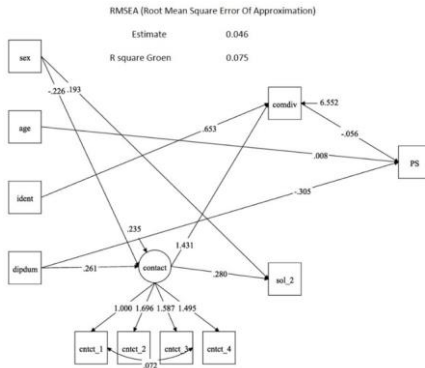 RMSEA (Root Mean Square Error Of Approximation)
Estimate 0.046
R square Groen 0.075
sex
-.226
.193
comdiv
6.552
age
.653
-.056
.008
PS
ident
-.305
.235
1.431
dipdum
.261
contact
.280
sol_2
1.000 1.696 1.587 1.495
cntct_1 cntct_2 cntct_3 cntct_4
.072